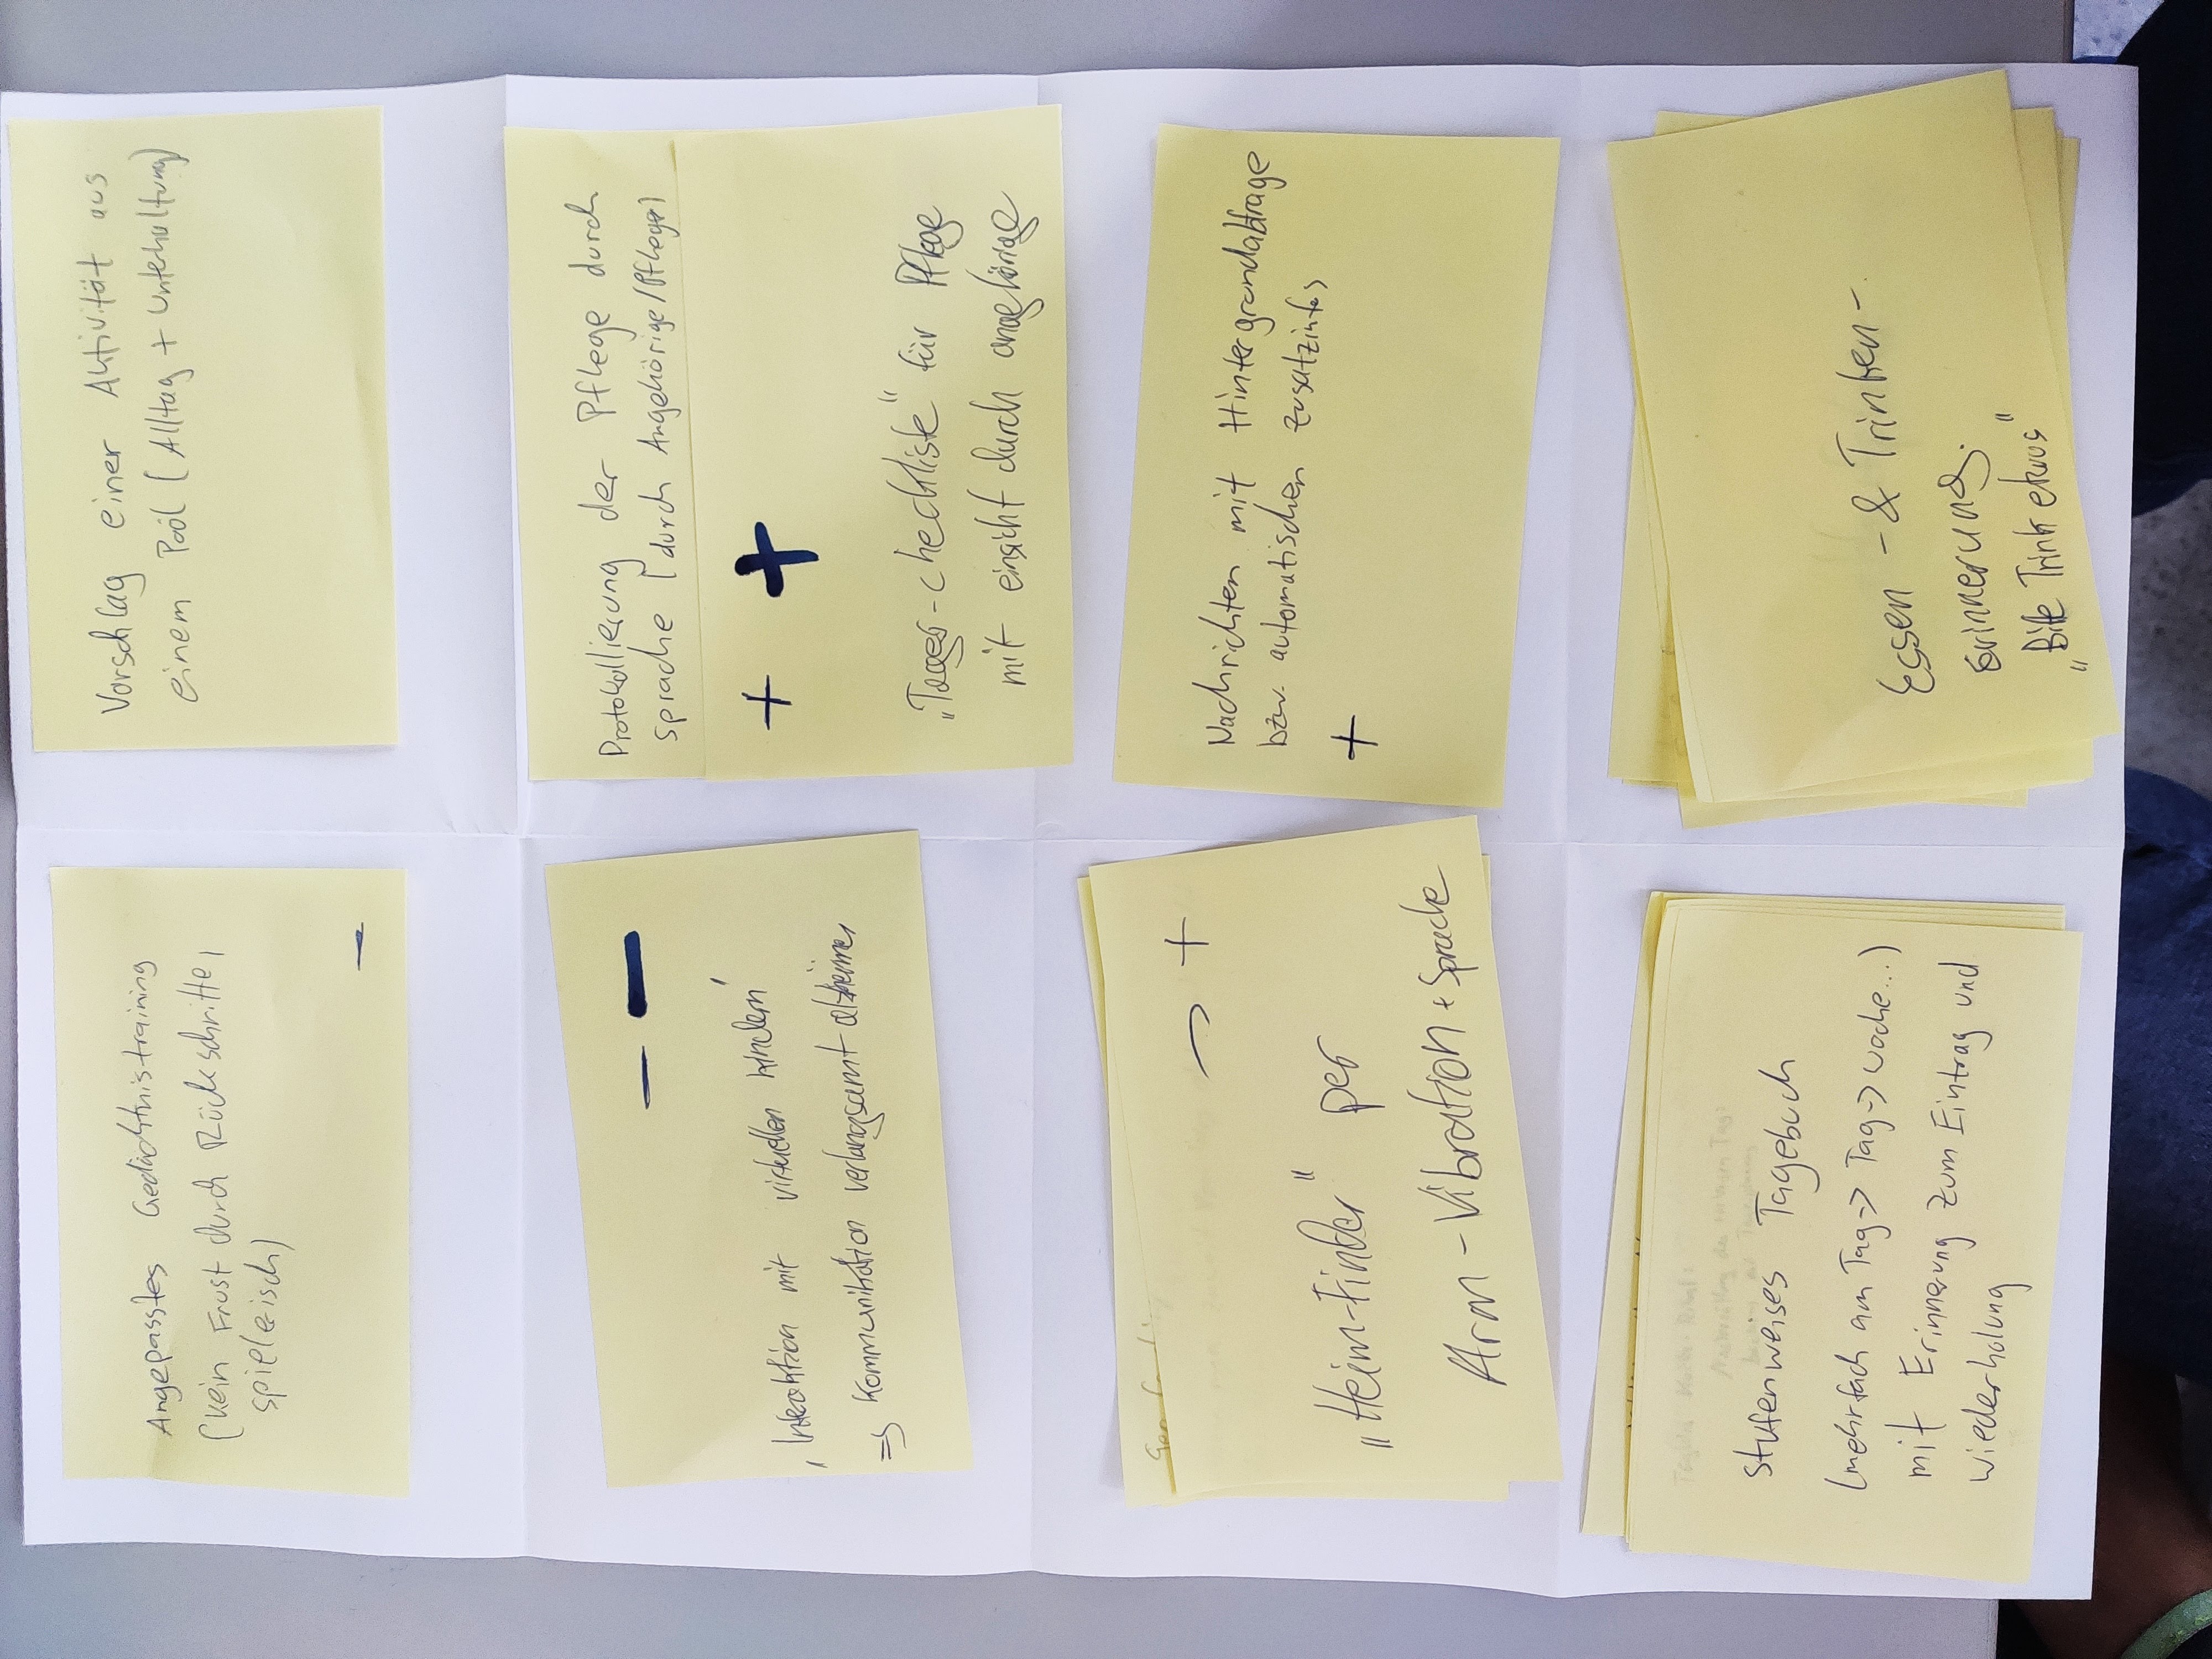 Angepasstes Gedächtnistraining
(kein Frust durch Rückschritte,
spielerisch)
–
Vorschlag einer Aktivität aus
einem Pool (Alltag + Unterhaltung)
– –
„Interaktion mit virtuellen Kindern"
=> Kommunikation verlangsamt alzheimer
Protokollierung der Pflege durch
sprache (durch Angehörige/Pfleger)
+ +
„Tages-checkliste" für Pflege
mit einsicht durch angehörige
– +
„Heim-Finder" per
Arm-Vibration + Sprache
Nachrichten mit Hintergrundabfrage
bzw. automatischen Zusatzinfos
+
stufenweises Tagebuch
(mehrfach am Tag -> Tag -> woche...)
mit Erinnerung zum Eintrag und
wiederholung
Essen -& Trinken-
Erinnerung.
„Bitte Trink etwas"